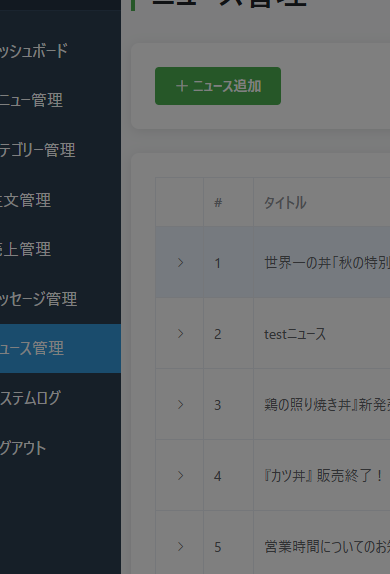 ニュース管理
ッシュボード
ニュー管理
テゴリー管理
文管理
上管理
ッセージ管理
ュース管理
ステムログ
グアウト
＋ ニュース追加
# タイトル
> 1 世界一の丼「秋の特別
> 2 testニュース
> 3 鶏の照り焼き丼』新発売
> 4 『カツ丼』 販売終了！
> 5 営業時間についてのお知